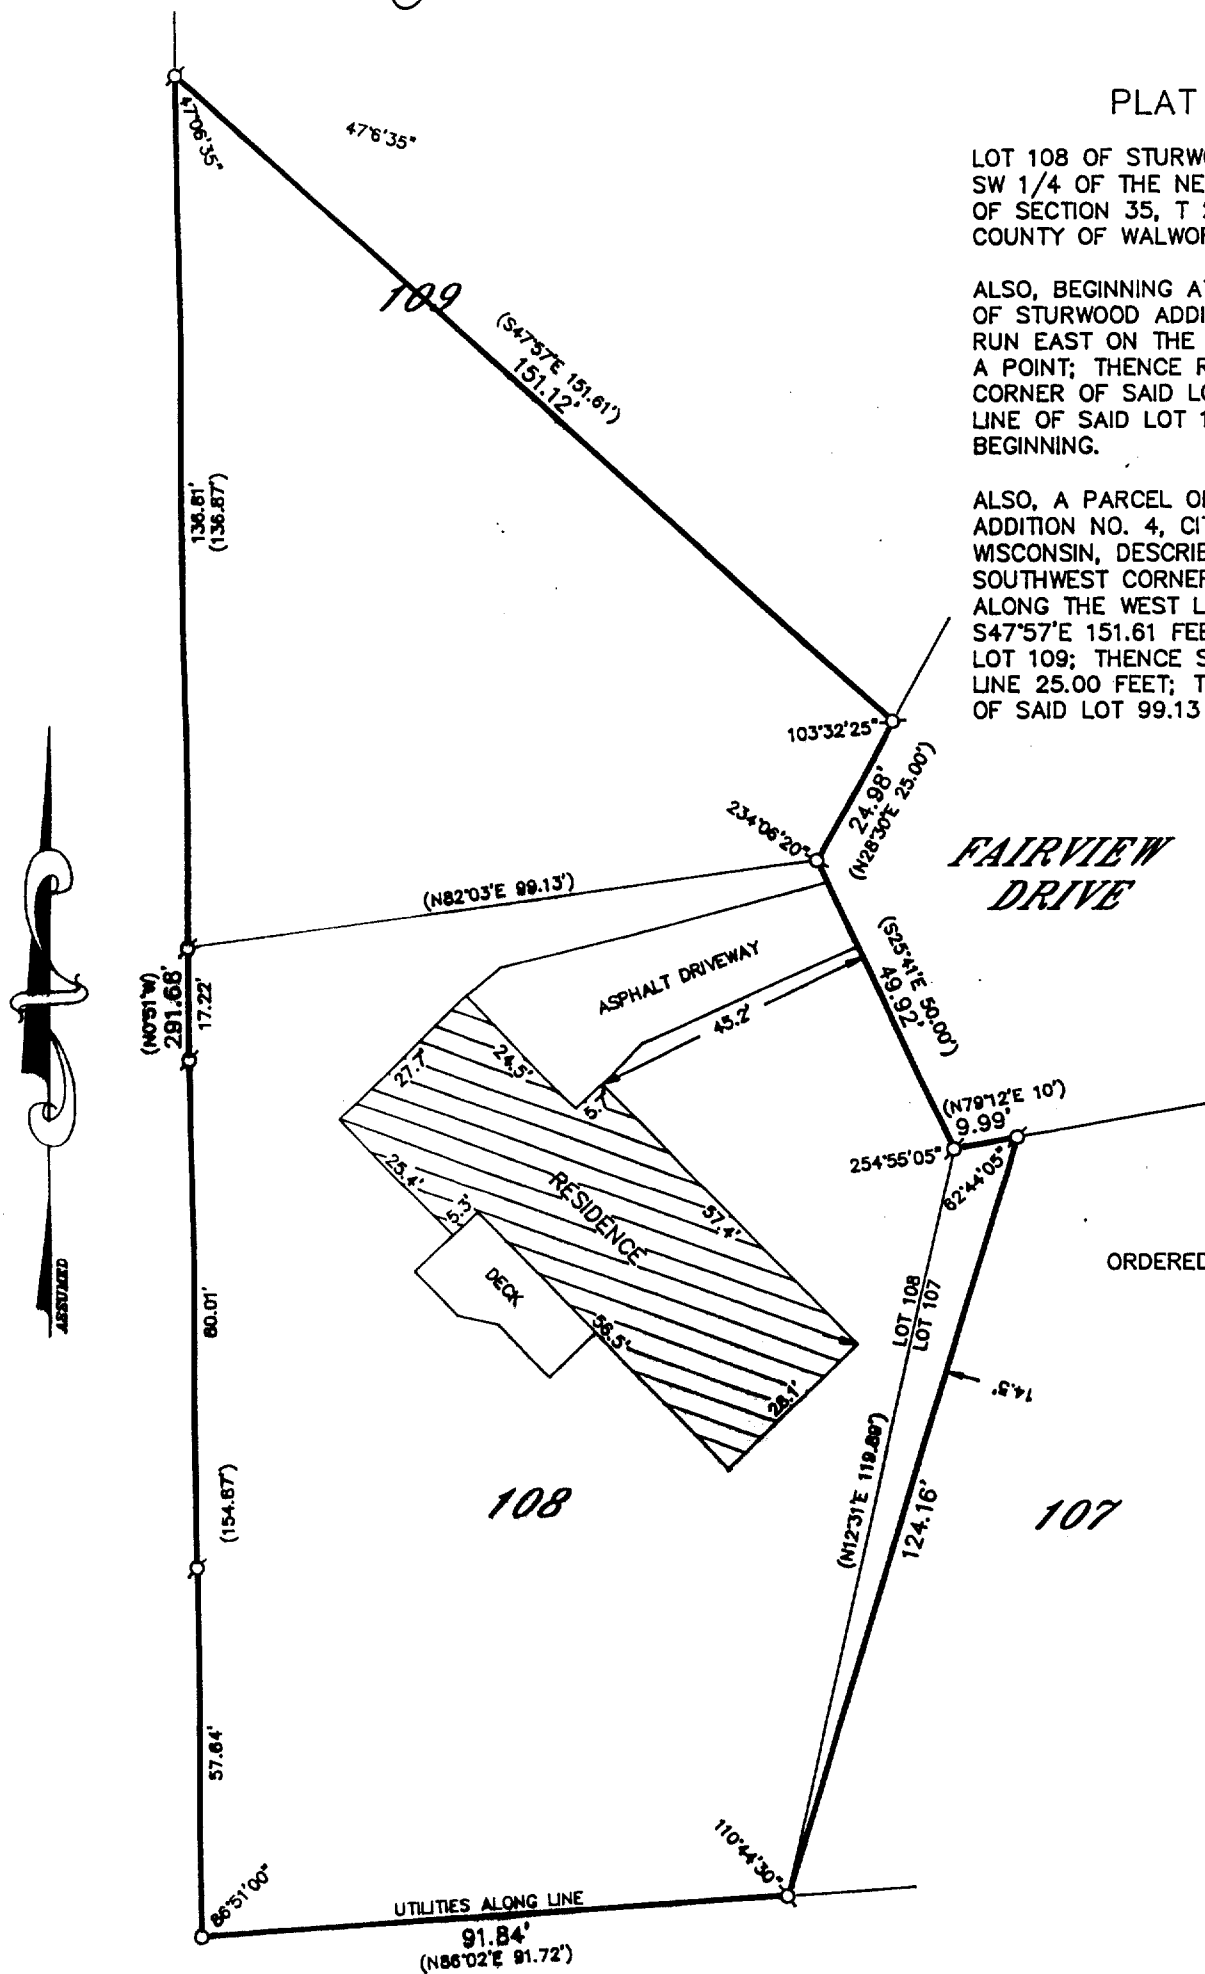 PLAT
LOT 108 OF STURW
SW 1/4 OF THE NE
OF SECTION 35, T
COUNTY OF WALWO
ALSO, BEGINNING A
OF STURWOOD ADDI
RUN EAST ON THE
A POINT; THENCE
CORNER OF SAID L
LINE OF SAID LOT 1
BEGINNING.
ALSO, A PARCEL O
ADDITION NO. 4, CI
WISCONSIN, DESCRIB
SOUTHWEST CORNER
ALONG THE WEST L
S47°57'E 151.61 FEE
LOT 109; THENCE S
LINE 25.00 FEET; T
OF SAID LOT 99.13
47°06'35"
47°6'35"
109
(S47°57'E 151.61')
151.12'
136.81'
(136.87')
103°32'25"
24.98'
(N28°30'E 25.00')
234°06'20"
FAIRVIEW
DRIVE
(N82°03'E 99.13')
(S25°41'E 50.00')
49.92'
ASPHALT DRIVEWAY
45.2'
(N0°51'W)
291.68'
17.22'
24.5'
27.7'
5.7'
(N79°12'E 10')
9.99'
254°55'05"
62°44'05"
25.4'
5.3'
RESIDENCE
57.4'
DECK
56.5'
28.1'
ORDERED
ASSUMED
80.01'
LOT 108
LOT 107
14.5'
(154.87')
(N12°31'E 119.89')
124.16'
108
107
57.64'
110°44'30"
86°51'00"
UTILITIES ALONG LINE
91.84'
(N86°02'E 91.72')